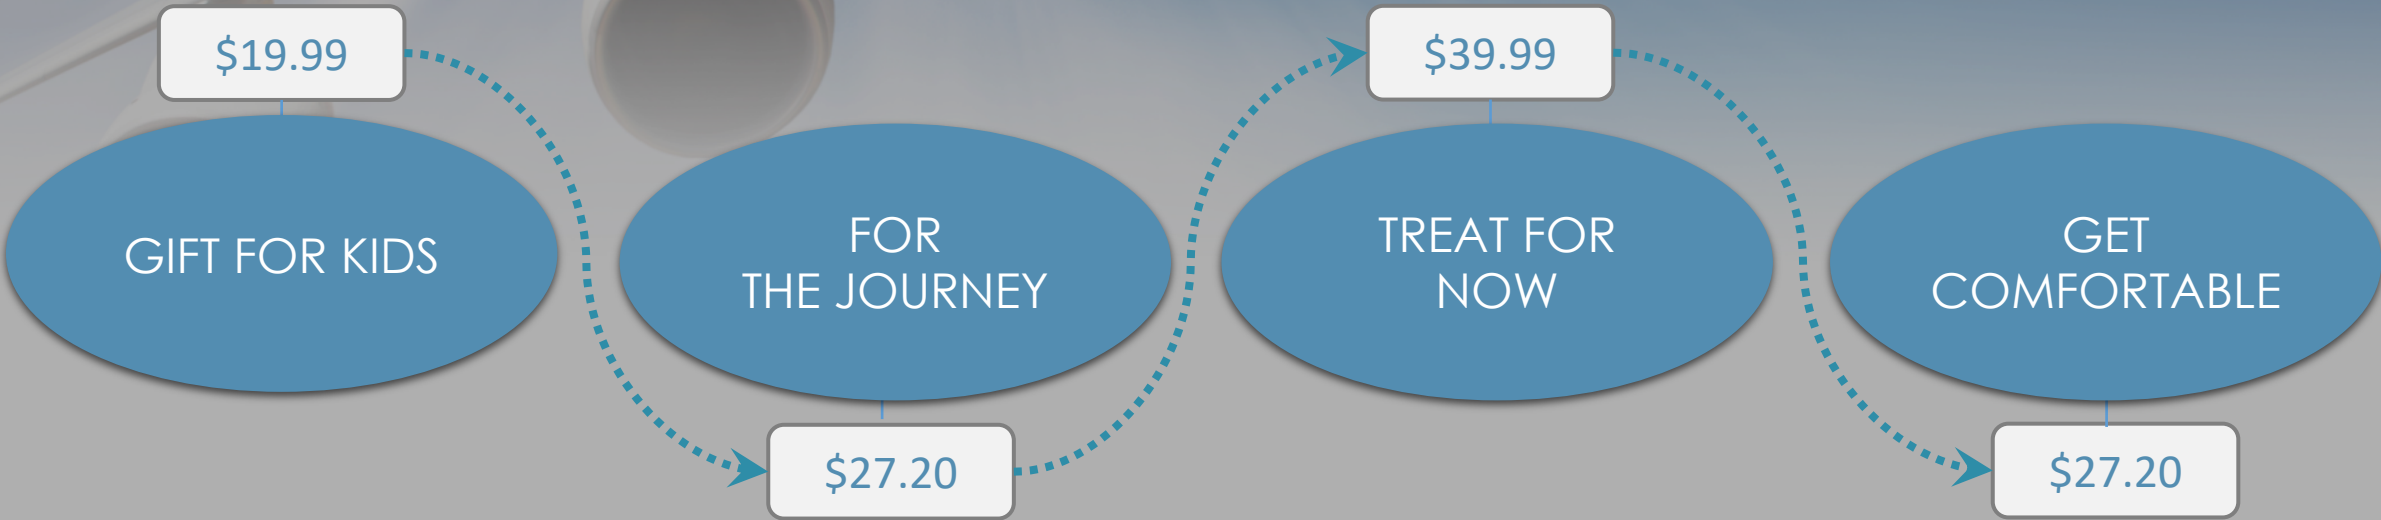 $19.99
GIFT FOR KIDS
FOR
THE JOURNEY
$27.20
$39.99
TREAT FOR
NOW
GET
COMFORTABLE
$27.20